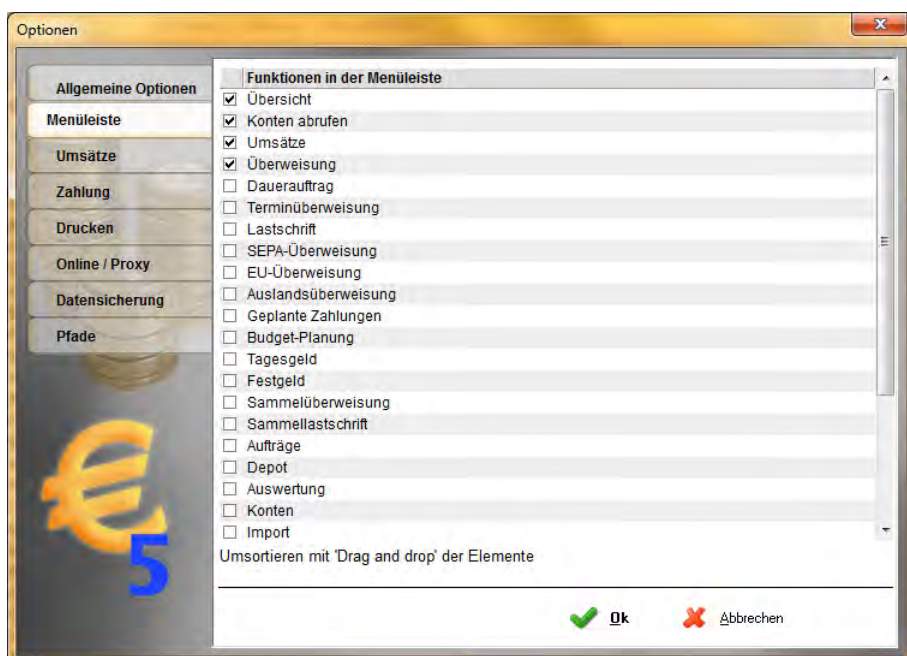 Optionen
Allgemeine Optionen
Menüleiste
Umsätze
Zahlung
Drucken
Online / Proxy
Datensicherung
Pfade
€
5
Funktionen in der Menüleiste
Übersicht
Konten abrufen
Umsätze
Überweisung
Dauerauftrag
Terminüberweisung
Lastschrift
SEPA-Überweisung
EU-Überweisung
Auslandsüberweisung
Geplante Zahlungen
Budget-Planung
Tagesgeld
Festgeld
Sammelüberweisung
Sammellastschrift
Aufträge
Depot
Auswertung
Konten
Import
Umsortieren mit 'Drag and drop' der Elemente
Ok
Abbrechen